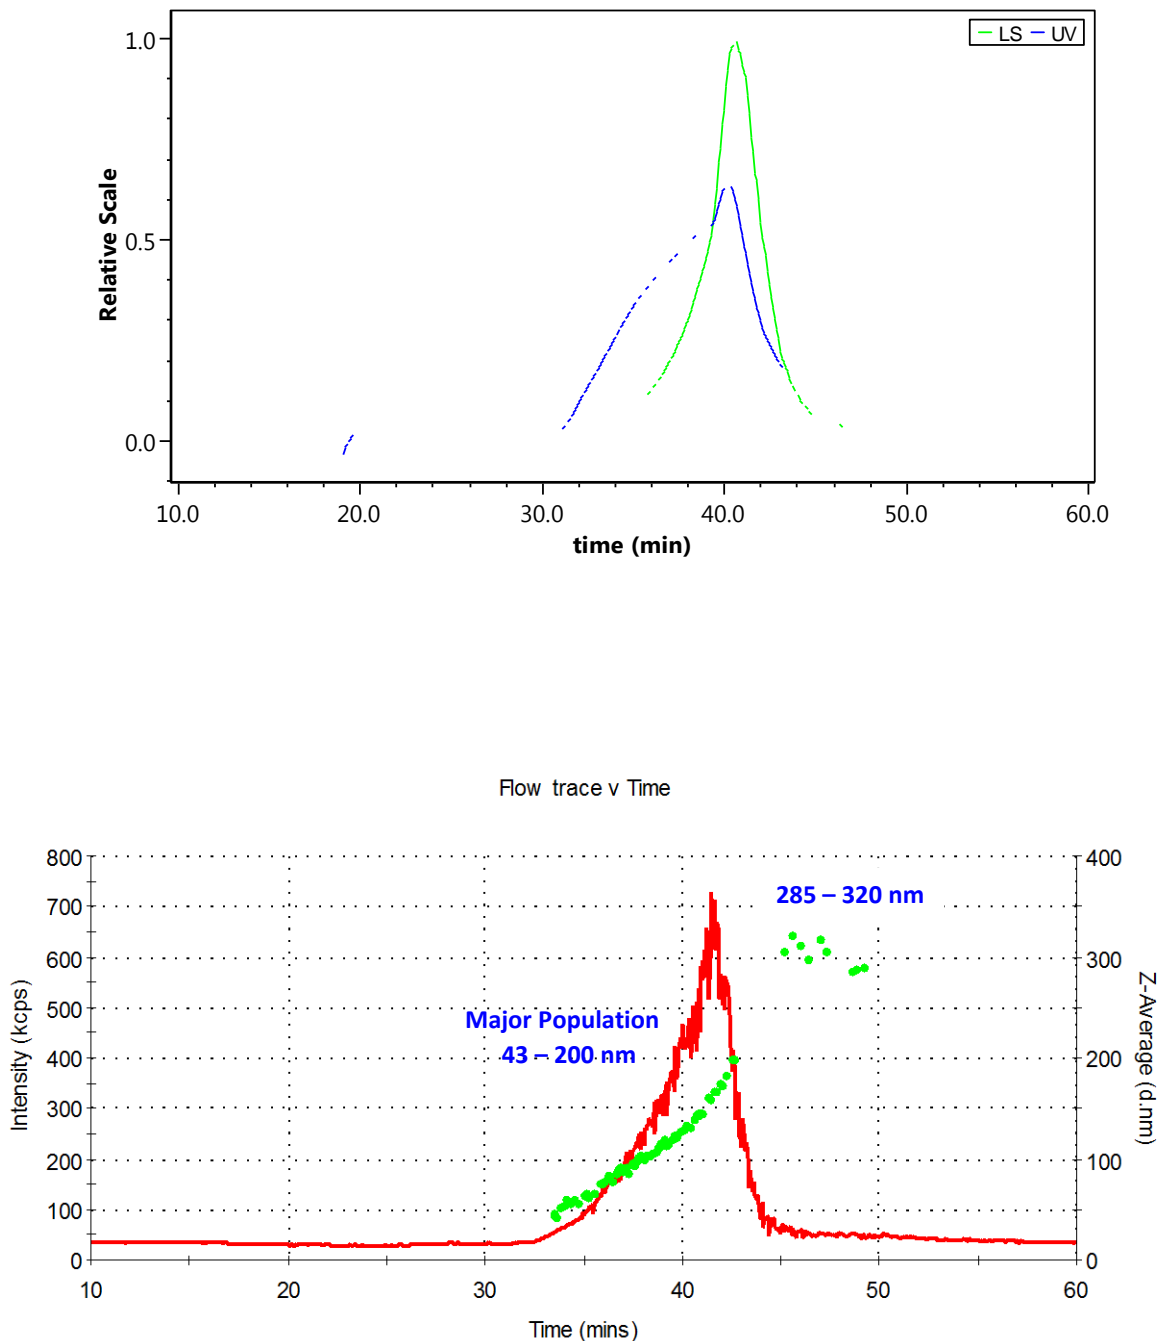 LS UV
1.0
0.5
0.0
Relative Scale
10.0 20.0 30.0 40.0 50.0 60.0
time (min)
Flow trace v Time
800 400
700
600 300
500
400 200
300
200 100
100
0 0
Intensity (kcps)
Z-Average (d.nm)
285 – 320 nm
Major Population
43 – 200 nm
10 20 30 40 50 60
Time (mins)